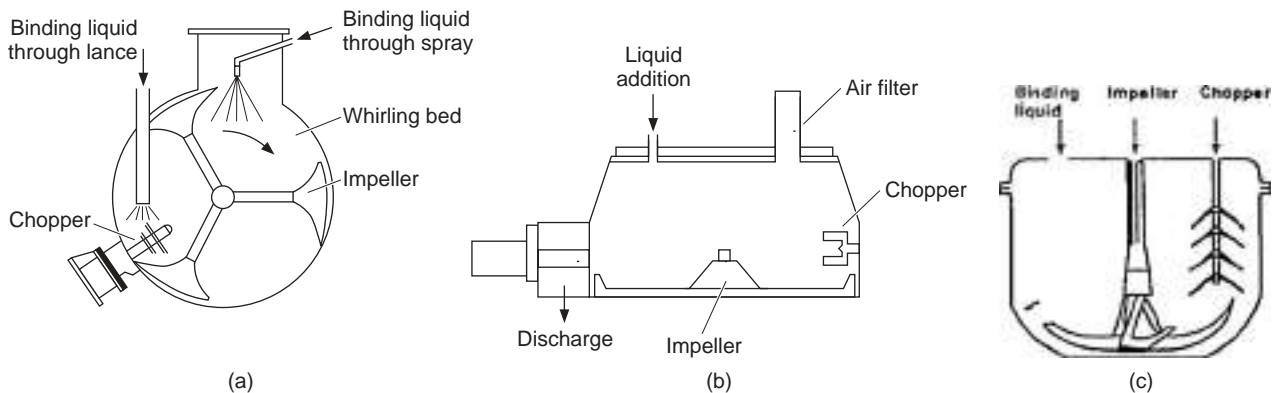 Binding liquid
through lance
Binding liquid
through spray
Whirling bed
Impeller
Chopper
(a)
Liquid
addition
Air filter
Chopper
Discharge
Impeller
(b)
Binding
liquid
Impeller
Chopper
(c)